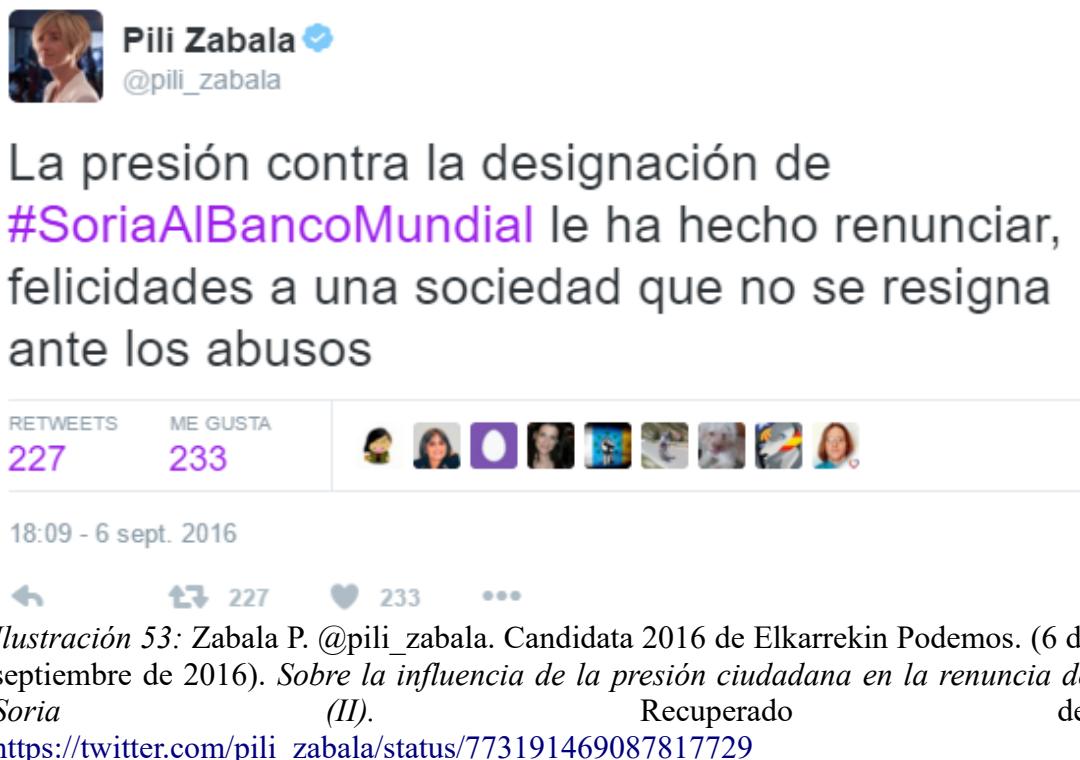 Pili Zabala
@pili_zabala
La presión contra la designación de
#SoriaAlBancoMundial le ha hecho renunciar,
felicidades a una sociedad que no se resigna
ante los abusos
RETWEETS ME GUSTA
227 233
18:09 - 6 sept. 2016
227 233
lustración 53: Zabala P. @pili_zabala. Candidata 2016 de Elkarrekin Podemos. (6 d
septiembre de 2016). Sobre la influencia de la presión ciudadana en la renuncia de
Soria (II). Recuperado de
https://twitter.com/pili_zabala/status/773191469087817729